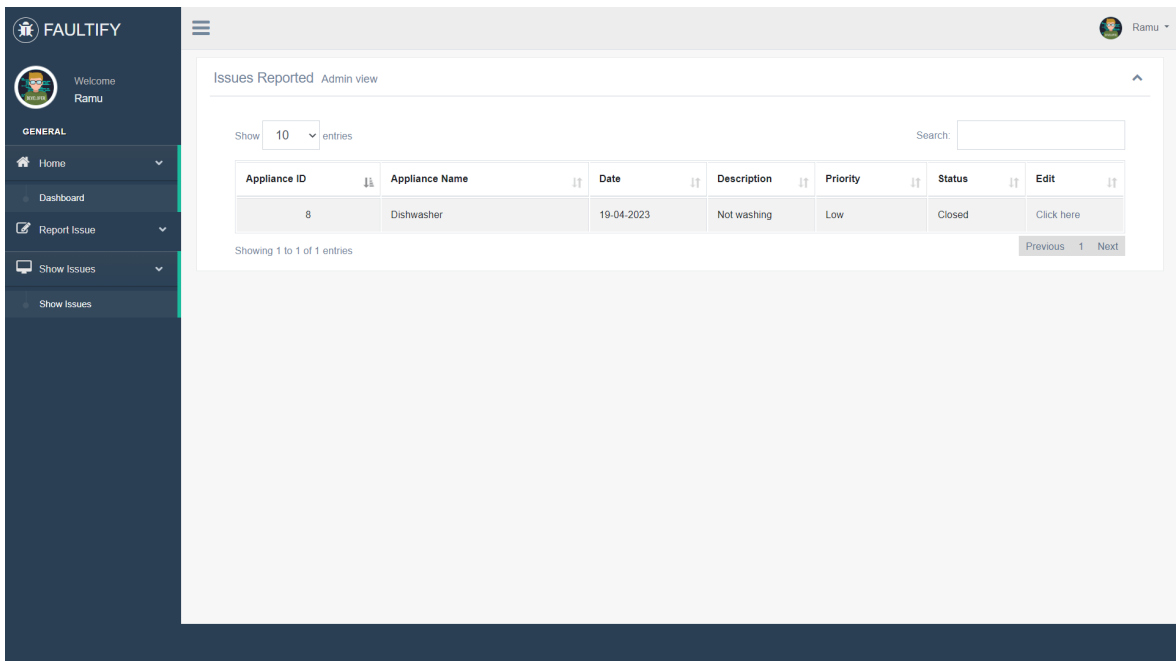 FAULTIFY
Ramu
Welcome
Ramu
GENERAL
Home
Dashboard
Report Issue
Show Issues
Show Issues
Issues Reported Admin view
Show 10 entries Search:
Appliance ID Appliance Name Date Description Priority Status Edit
8 Dishwasher 19-04-2023 Not washing Low Closed Click here
Showing 1 to 1 of 1 entries Previous 1 Next